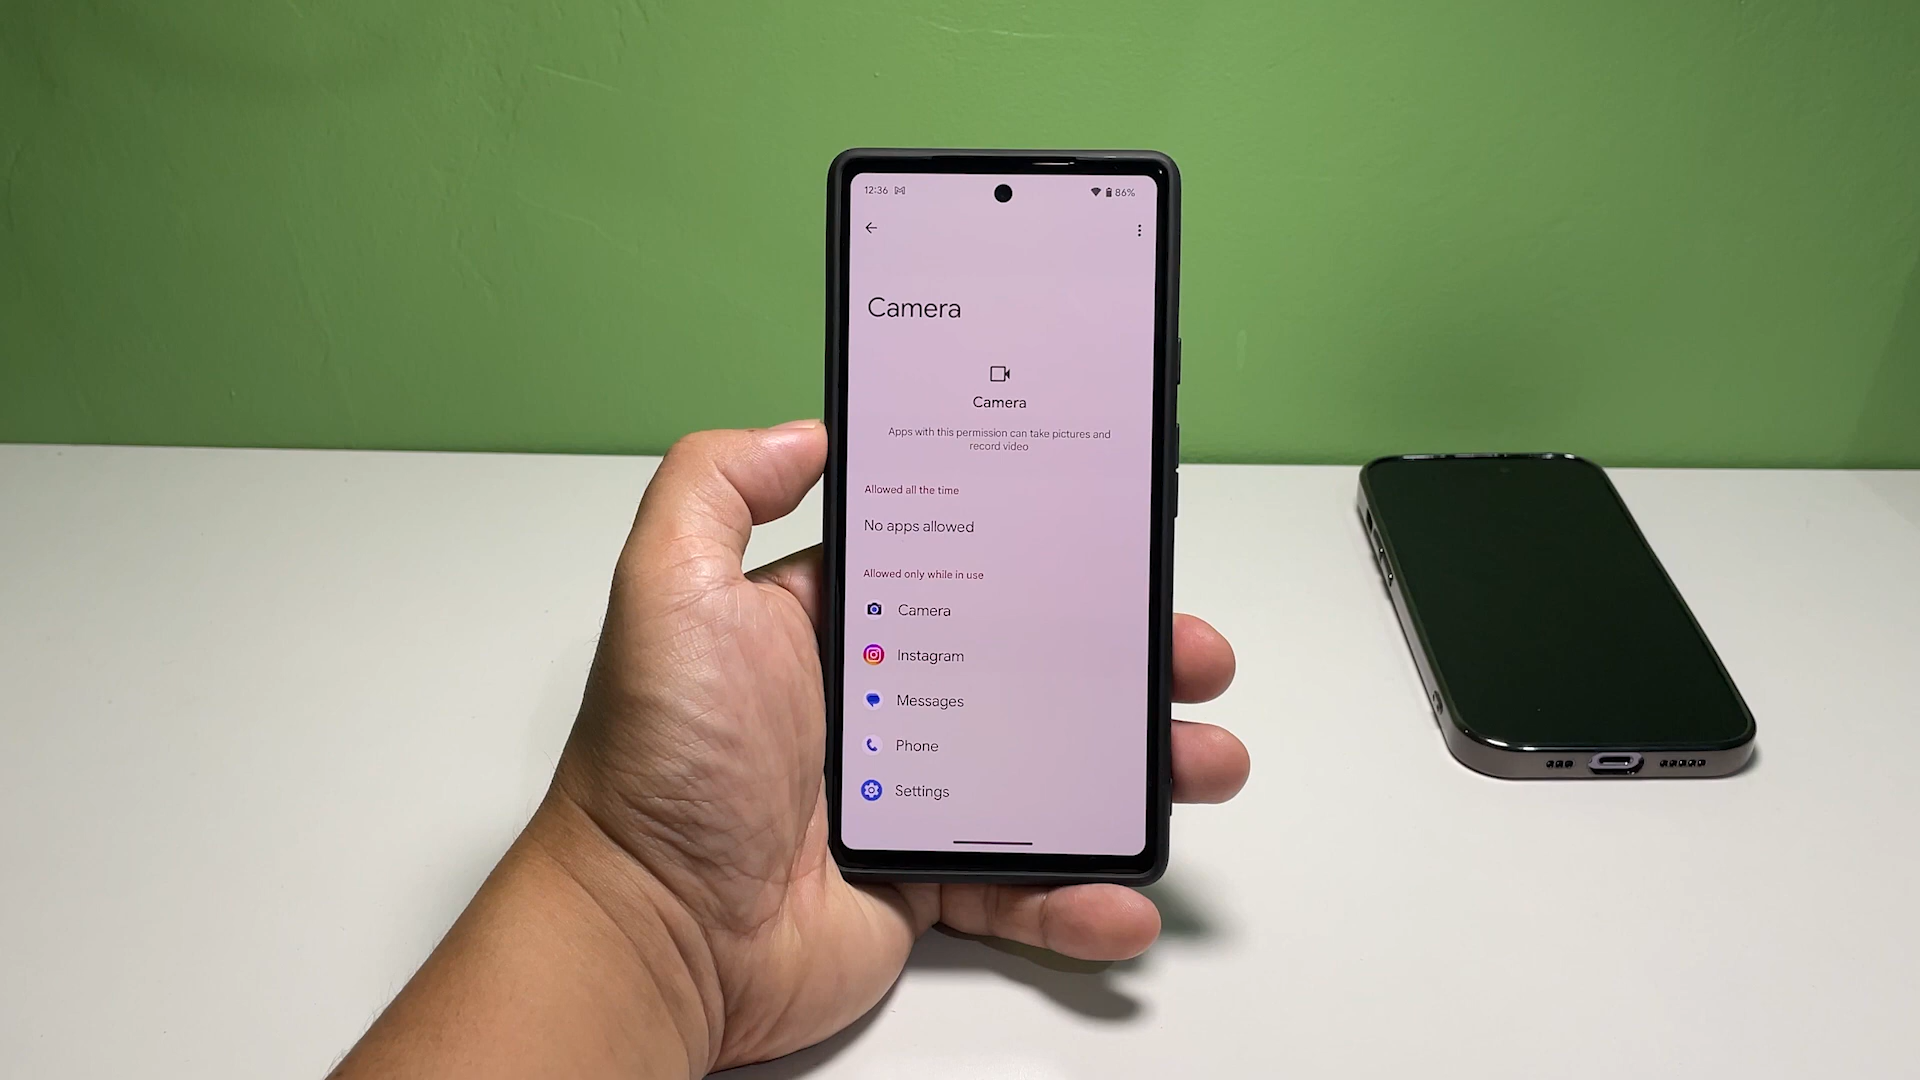 12:36
86%
Camera
Camera
Apps with this permission can take pictures and
record video
Allowed all the time
No apps allowed
Allowed only while in use
Camera
Instagram
Messages
Phone
Settings